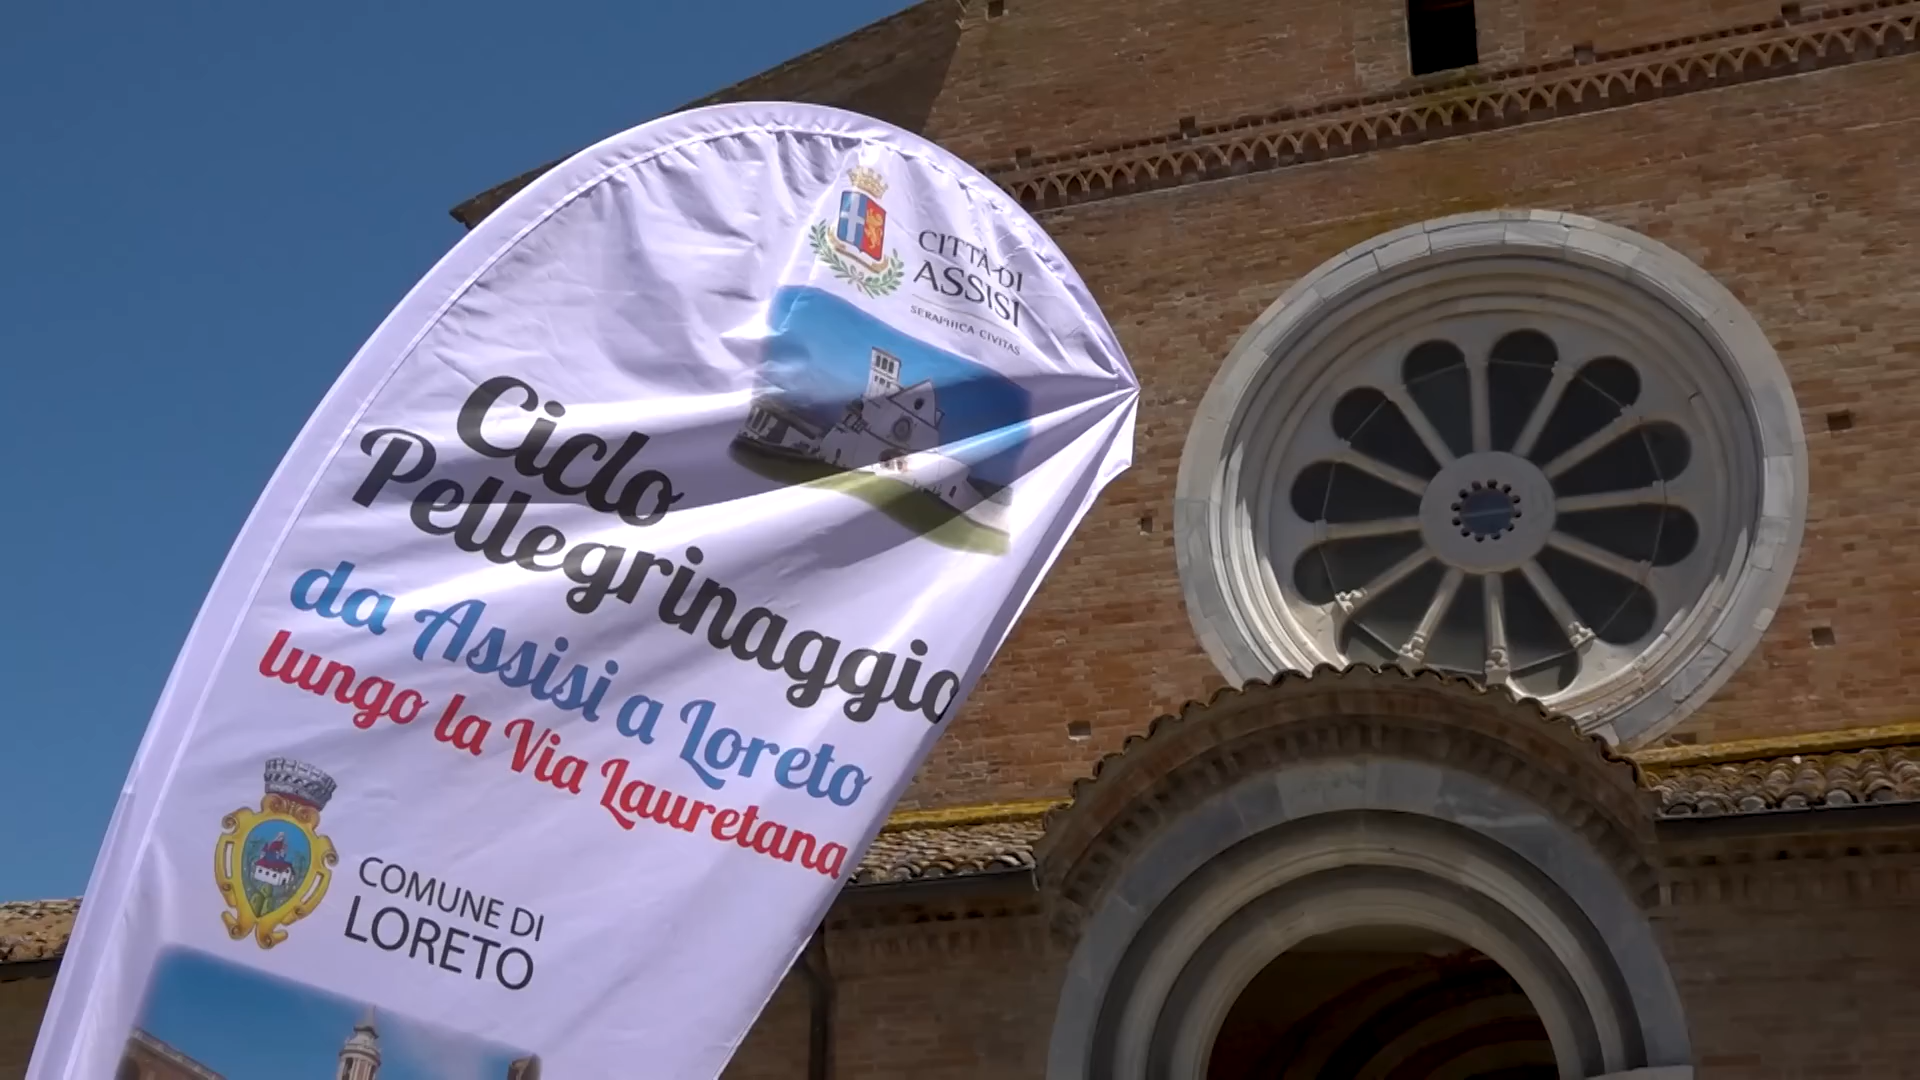 CITTÀ DI
ASSISI
SERAPHICA CIVITAS
Ciclo
Pellegrinaggio
da Assisi a Loreto
lungo la Via Lauretana
COMUNE DI
LORETO